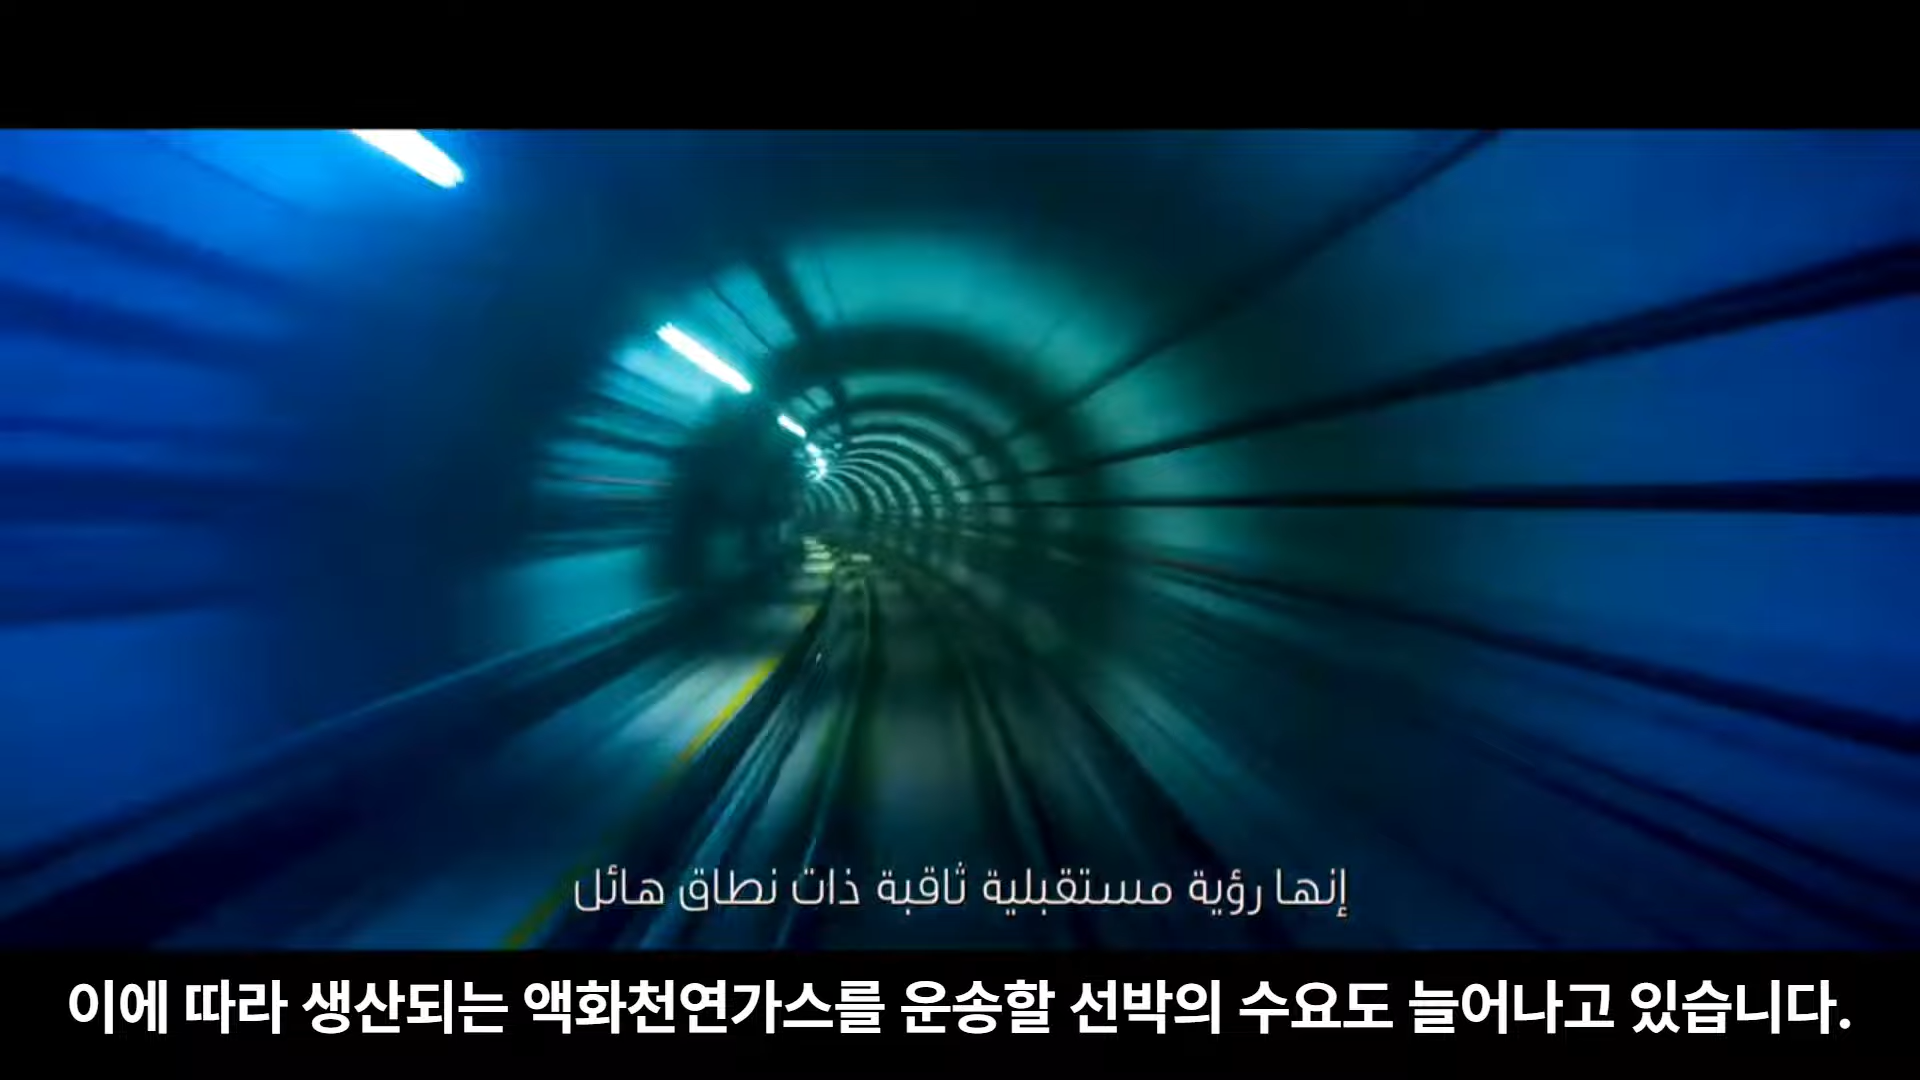 إنها رؤية مستقبلية ثاقبة ذات نطاق هائل
이에 따라 생산되는 액화천연가스를 운송할 선박의 수요도 늘어나고 있습니다.